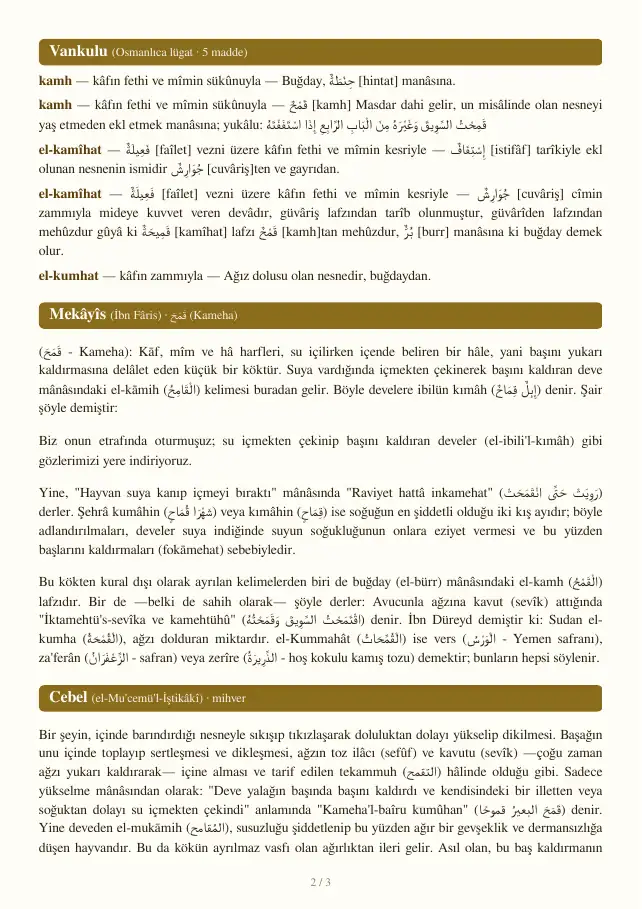 Vankulu (Osmanlıca lügat · 5 madde)
kamh — kâfın fethi ve mîmin sükûnuyla — Buğday, حِنْطَةٌ [hintat] manâsına.
kamh — kâfın fethi ve mîmin sükûnuyla — قَمْحٌ [kamh] Masdar dahi gelir, un misâlinde olan nesneyi
yaş etmeden ekl etmek manâsına; yukâlu: قَمِحْتُ السَّوِيقَ وَغَيْرَهُ مِنَ الْبَابِ الرَّابِعِ إِذَا اسْتَفَفْتَهُ
el-kamîhat — فَعِيلَةٌ [faîlet] vezni üzere kâfın fethi ve mîmin kesriyle — إِسْتِفَافٌ [istifâf] tarîkiyle ekl
olunan nesnenin ismidir جُوَارِشٌ [cuvâriş]ten ve gayrıdan.
el-kamîhat — فَعِيلَةٌ [faîlet] vezni üzere kâfın fethi ve mîmin kesriyle — جُوَارِشٌ [cuvâriş] cîmin
zammıyla mideye kuvvet veren devâdır, güvâriş lafzından tarîb olunmuştur, güvârîden lafzından
mehûzdur gûyâ ki قَمِيحَةٌ [kamîhat] lafzı قَمْحٌ [kamh]tan mehûzdur, بُرٌّ [burr] manâsına ki buğday demek
olur.
el-kumhat — kâfın zammıyla — Ağız dolusu olan nesnedir, buğdaydan.
Mekâyîs (İbn Fâris) · قَمَحَ (Kameha)
(قَمَحَ - Kameha): Kāf, mîm ve hâ harfleri, su içilirken içende beliren bir hâle, yani başını yukarı
kaldırmasına delâlet eden küçük bir köktür. Suya vardığında içmekten çekinerek başını kaldıran deve
mânâsındaki el-kāmih (الْقَامِحُ) kelimesi buradan gelir. Böyle develere ibilün kımâh (إِبِلٌ قِمَاحٌ) denir. Şair
şöyle demiştir:
Biz onun etrafında oturmuşuz; su içmekten çekinip başını kaldıran develer (el-ibili'l-kımâh) gibi
gözlerimizi yere indiriyoruz.
Yine, "Hayvan suya kanıp içmeyi bıraktı" mânâsında "Raviyet hattâ inkamehat" (رَوِيَتْ حَتَّى انْقَمَحَتْ)
derler. Şehrâ kumâhin (شَهْرَا قُمَاحٍ) veya kımâhin (قِمَاحٍ) ise soğuğun en şiddetli olduğu iki kış ayıdır; böyle
adlandırılmaları, develer suya indiğinde suyun soğukluğunun onlara eziyet vermesi ve bu yüzden
başlarını kaldırmaları (fokāmehat) sebebiyledir.
Bu kökten kural dışı olarak ayrılan kelimelerden biri de buğday (el-bürr) mânâsındaki el-kamh (الْقَمْحُ)
lafzıdır. Bir de —belki de sahih olarak— şöyle derler: Avucunla ağzına kavut (sevîk) attığında
"İktamehtü's-sevîka ve kamehtühû" (اقْتَمَحْتُ السَّوِيقَ وَقَمَحْتُهُ) denir. İbn Düreyd demiştir ki: Sudan el-
kumha (الْقُمْحَةُ), ağzı dolduran miktardır. el-Kummahât (الْقُمَّحَاتُ) ise vers (الْوَرْسُ - Yemen safranı),
za'ferân (الزَّعْفَرَانُ - safran) veya zerîre (الذَّرِيرَةُ - hoş kokulu kamış tozu) demektir; bunların hepsi söylenir.
Cebel (el-Mu'cemü'l-İştikâkî) · mihver
Bir şeyin, içinde barındırdığı nesneyle sıkışıp tıkızlaşarak doluluktan dolayı yükselip dikilmesi. Başağın
unu içinde toplayıp sertleşmesi ve dikleşmesi, ağzın toz ilâcı (sefûf) ve kavutu (sevîk) —çoğu zaman
ağzı yukarı kaldırarak— içine alması ve tarif edilen tekammuh (التقمح) hâlinde olduğu gibi. Sadece
yükselme mânâsından olarak: "Deve yalağın başında başını kaldırdı ve kendisindeki bir illetten veya
soğuktan dolayı su içmekten çekindi" anlamında "Kameha'l-baîru kumûhan" (قَمَحَ البعيرُ قموحًا) denir.
Yine deveden el-mukāmih (المُقامح), susuzluğu şiddetlenip bu yüzden ağır bir gevşeklik ve dermansızlığa
düşen hayvandır. Bu da kökün ayrılmaz vasfı olan ağırlıktan ileri gelir. Asıl olan, bu baş kaldırmanın
2 / 3